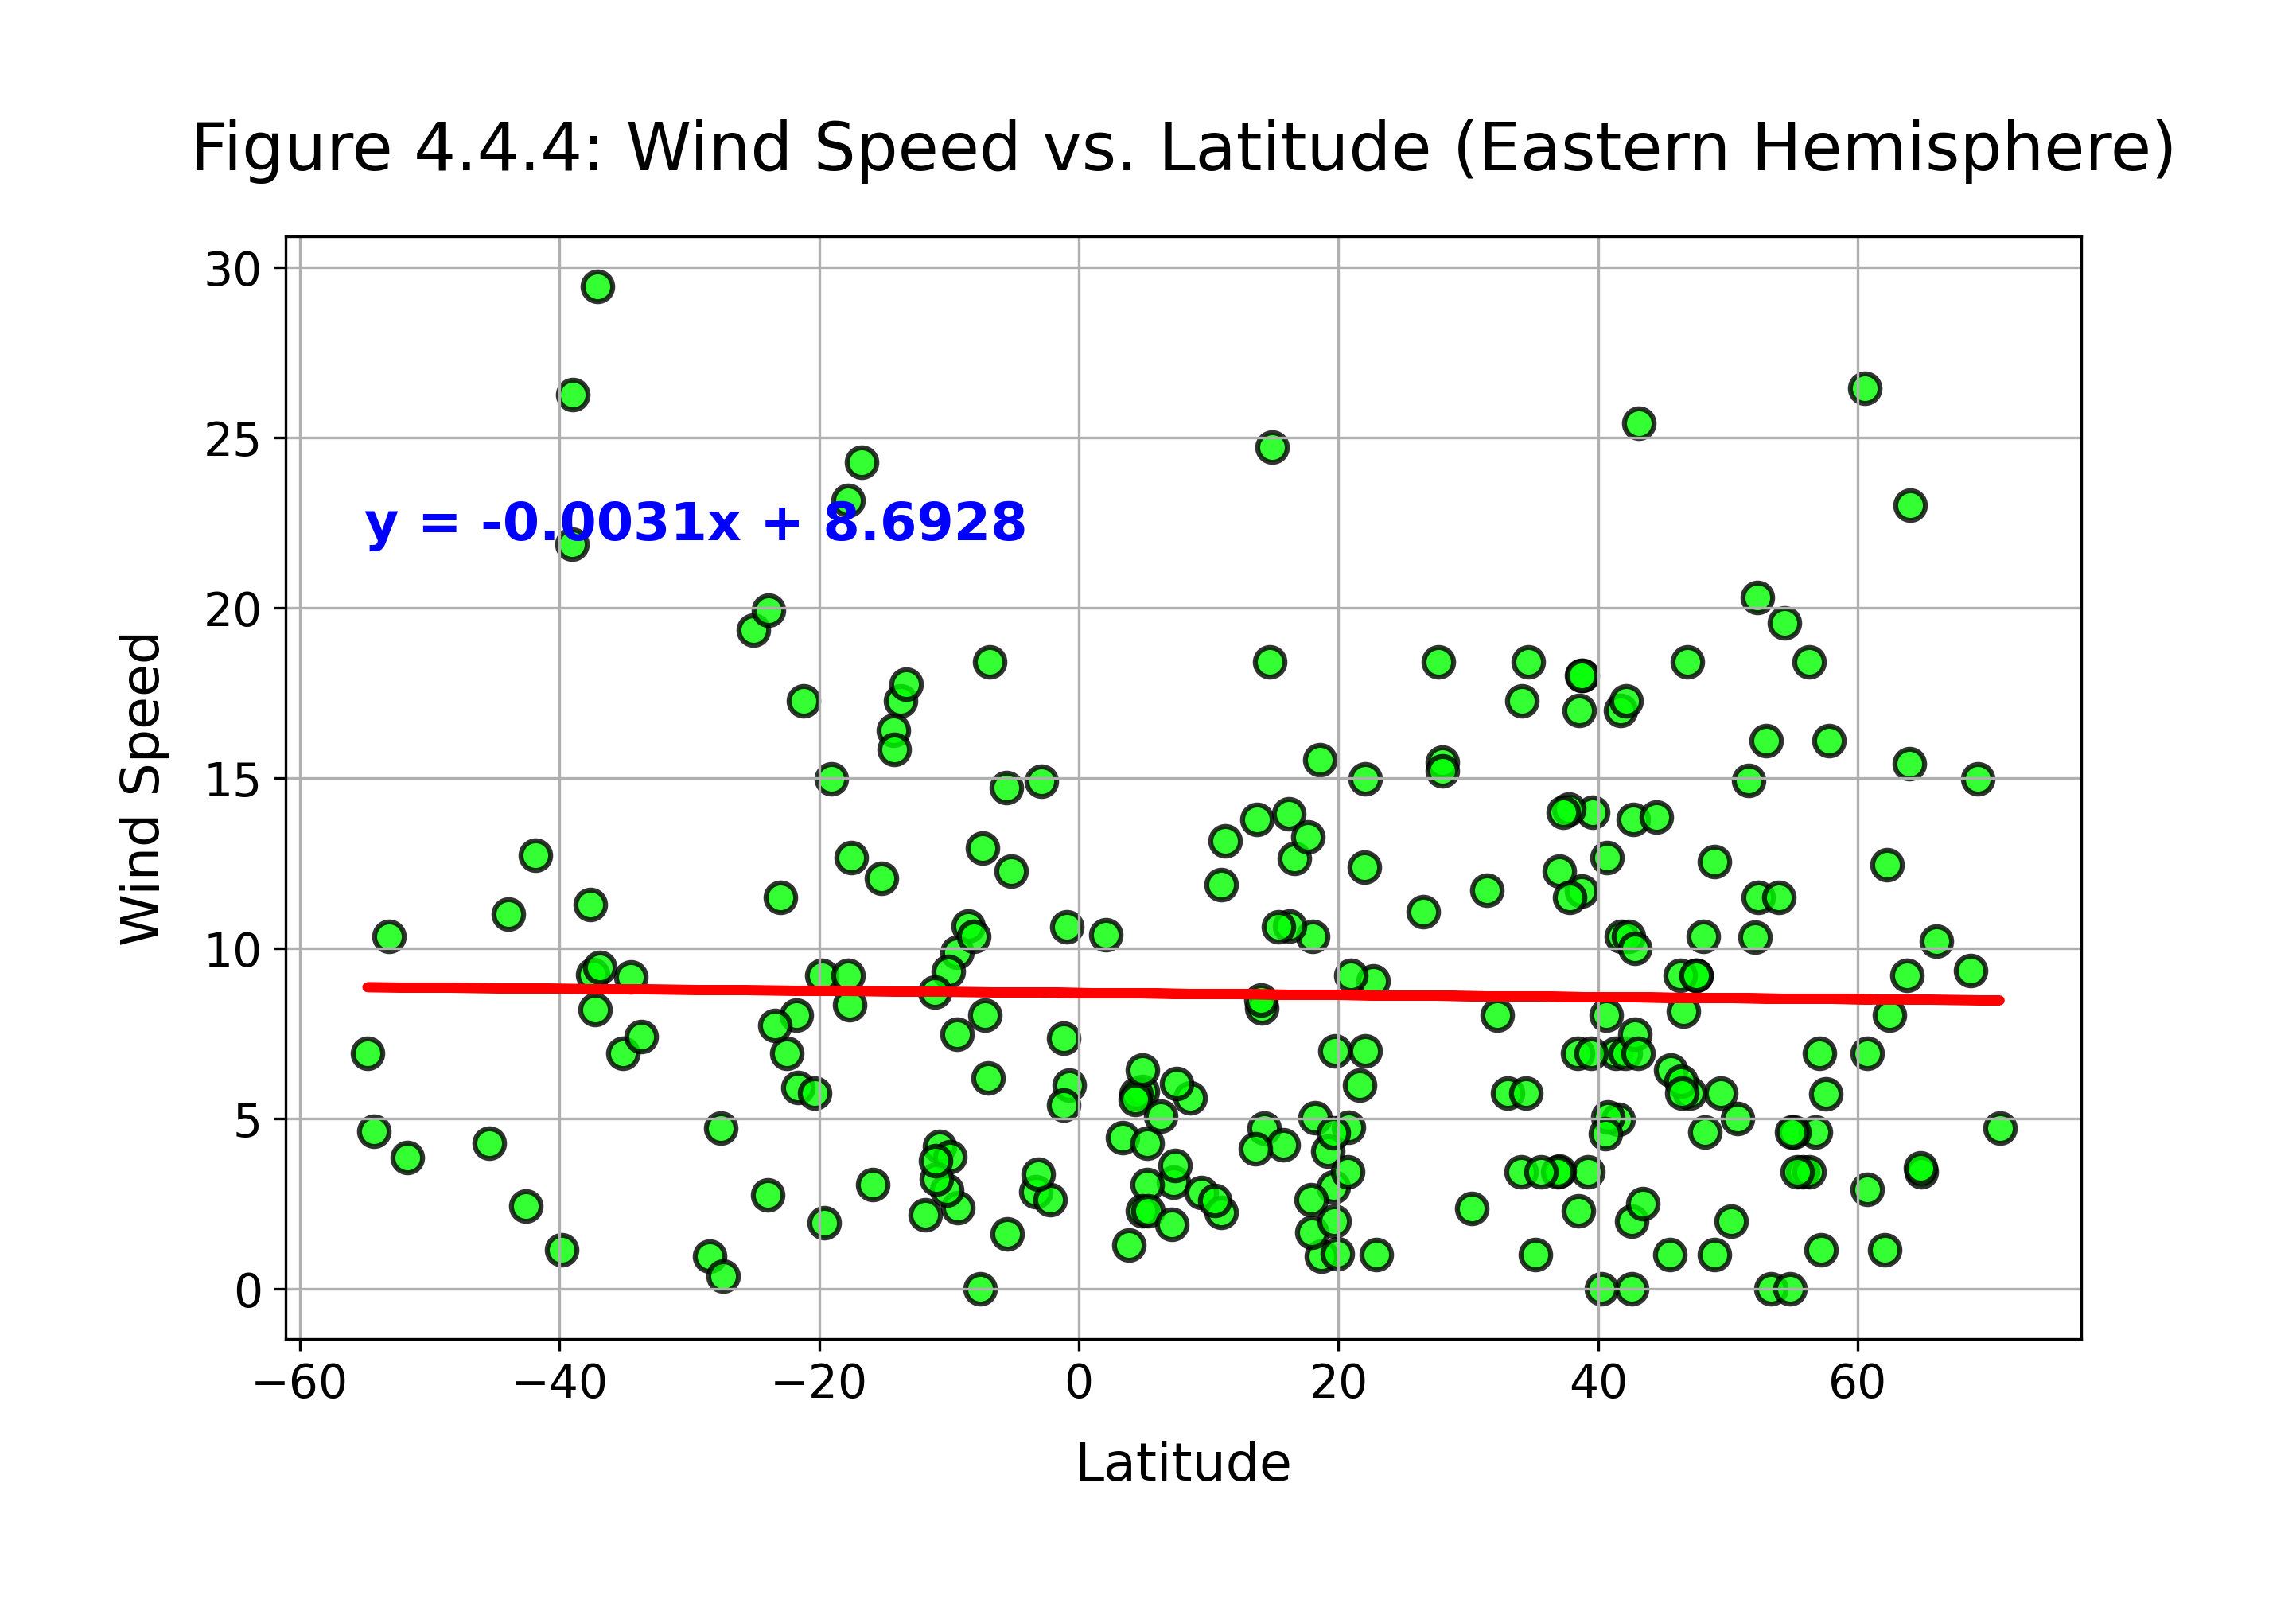 Figure 4.4.4: Wind Speed vs. Latitude (Eastern Hemisphere)
30
25
y = -0.0031x + 8.6928
20
15
Wind Speed
10
5
0
−60 −40 −20 0 20 40 60
Latitude